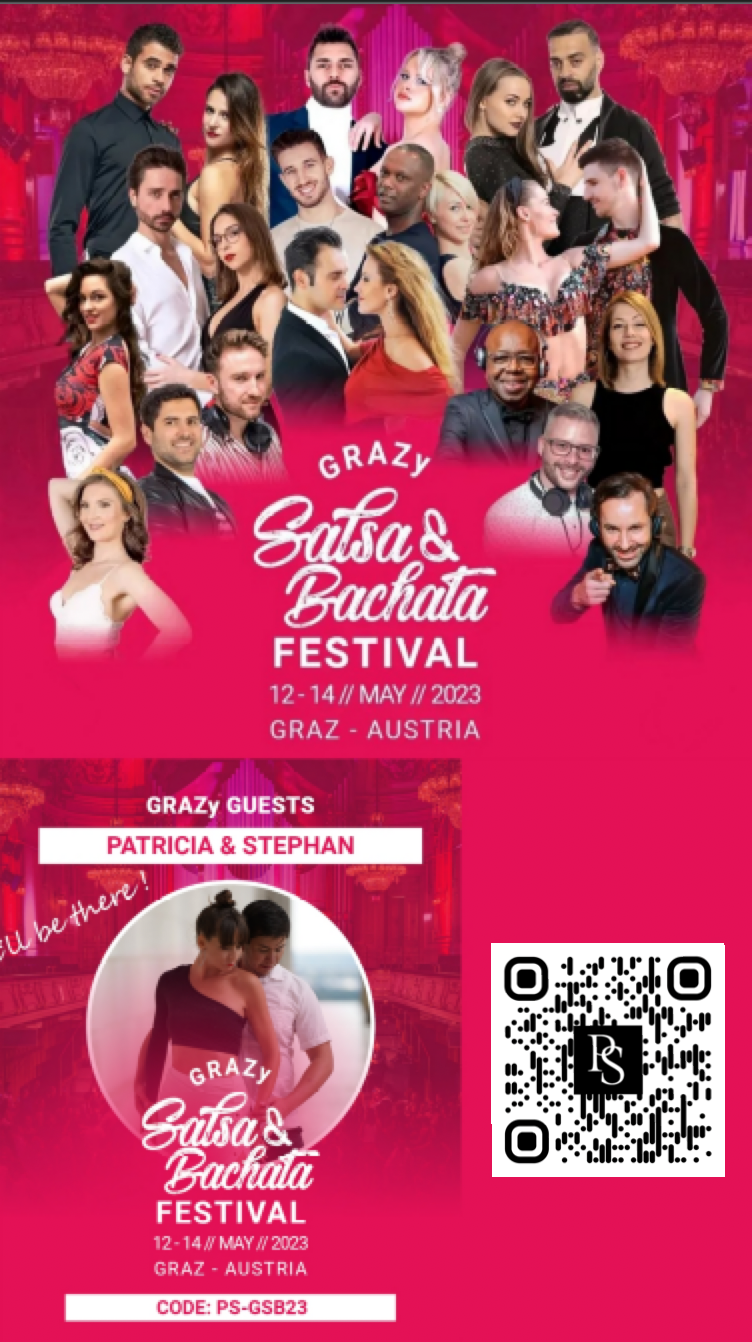 GRAZy
Salsa &
Bachata
FESTIVAL
12 - 14 // MAY // 2023
GRAZ - AUSTRIA
GRAZy GUESTS
PATRICIA & STEPHAN
'll be there!
GRAZy
Salsa &
Bachata
FESTIVAL
12 - 14 // MAY // 2023
GRAZ - AUSTRIA
CODE: PS-GSB23
PS